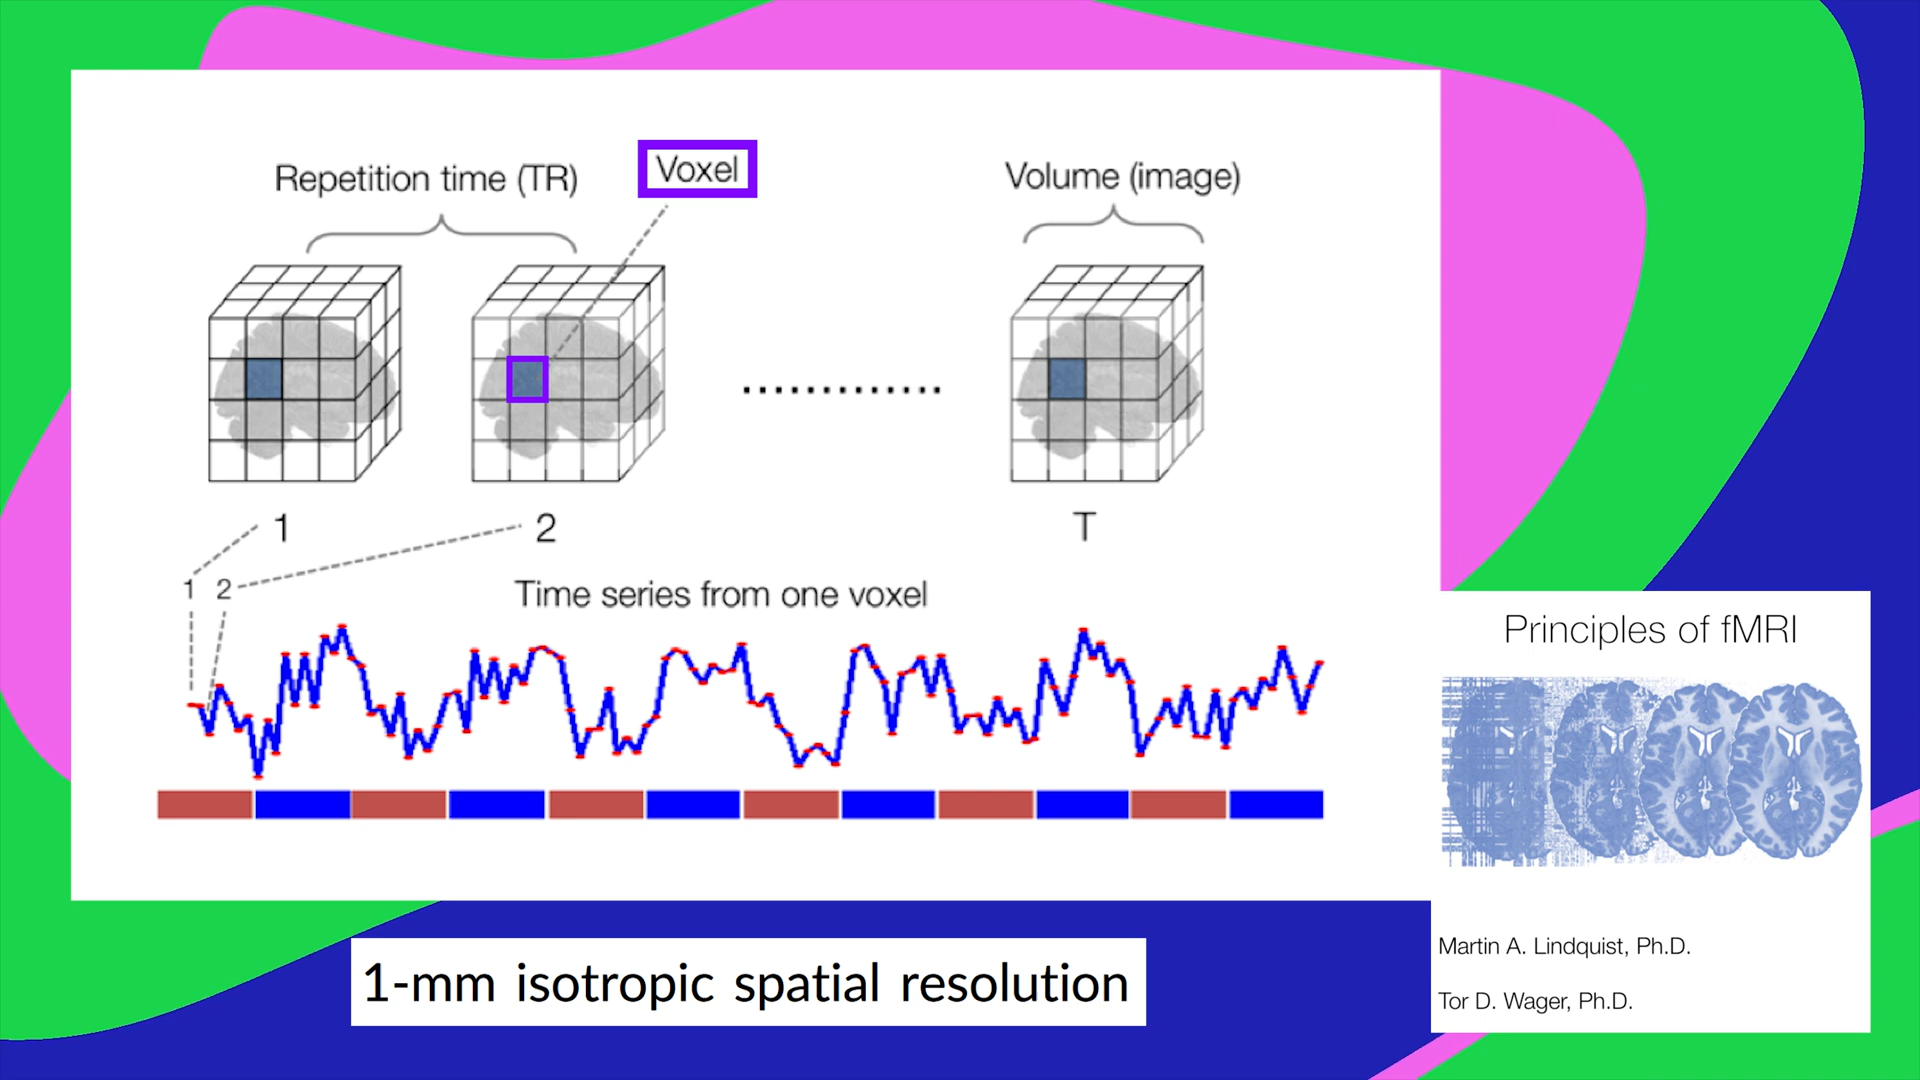 Repetition time (TR)
Voxel
Volume (image)
1
2
T
1 2
Time series from one voxel
Principles of fMRI
Martin A. Lindquist, Ph.D.
Tor D. Wager, Ph.D.
1-mm isotropic spatial resolution